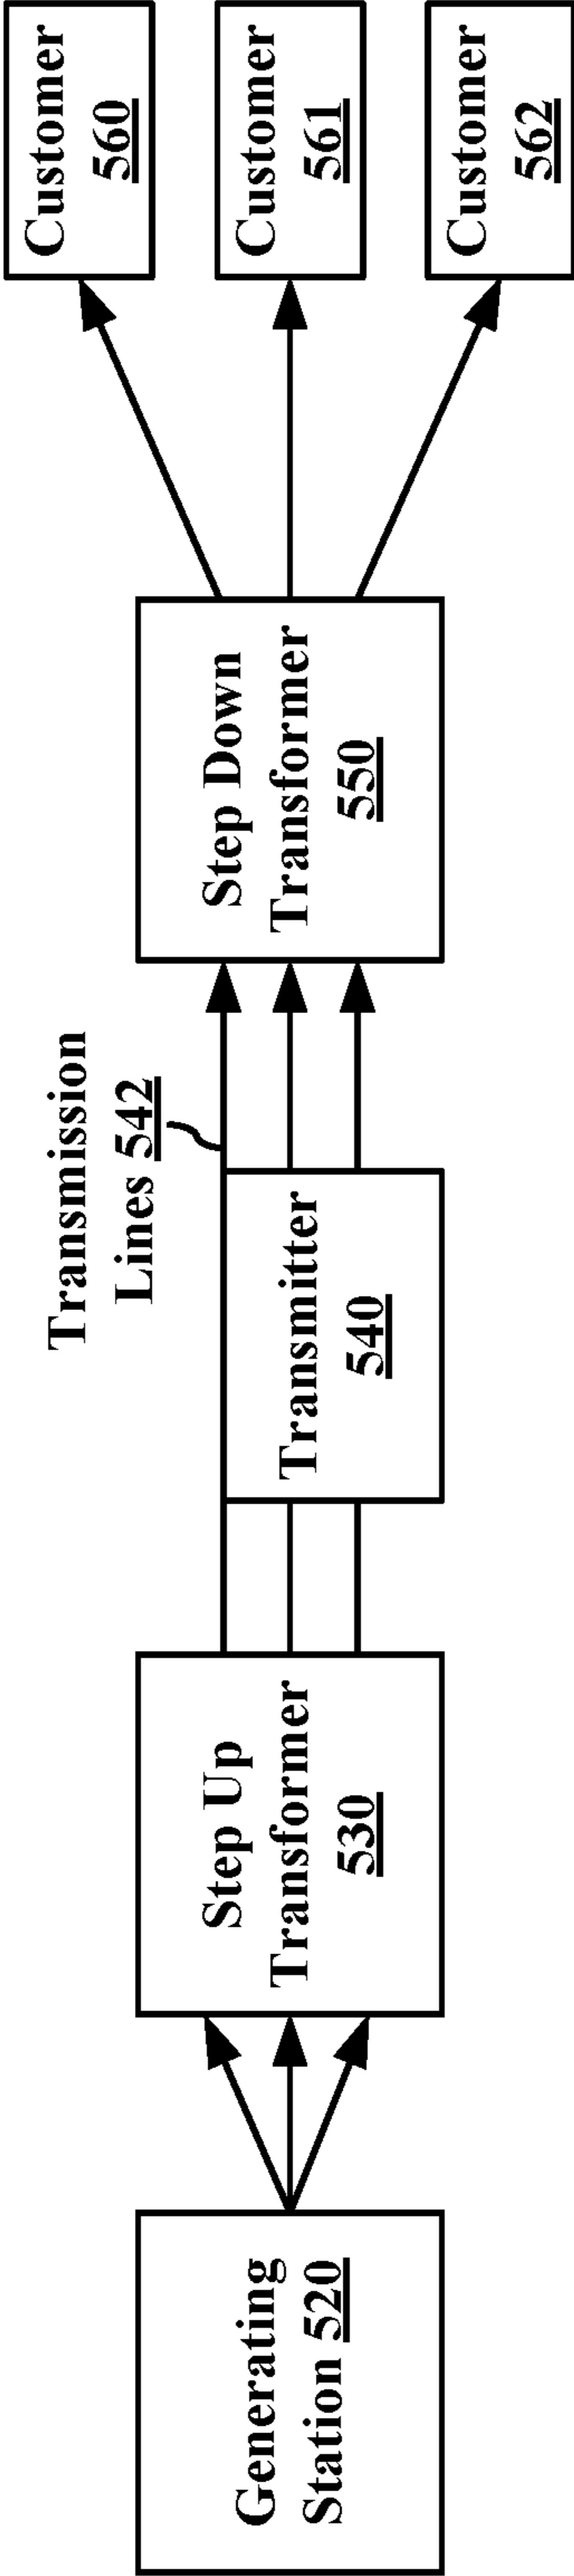 Generating
Station 520
Step Up
Transformer
530
Transmitter
540
Transmission
Lines 542
Step Down
Transformer
550
Customer
560
Customer
561
Customer
562